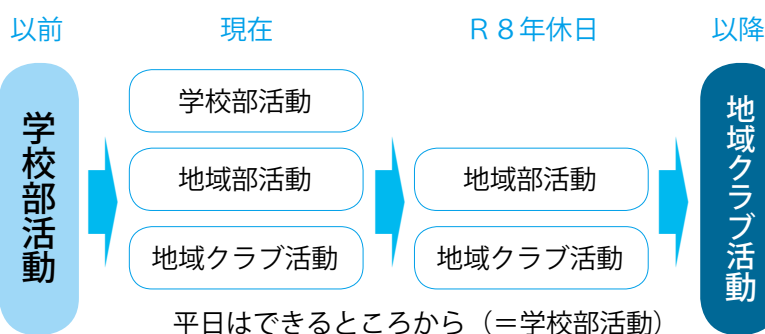 以前
現在
R８年休日
以降
学校部活動
学校部活動
地域部活動
地域クラブ活動
地域部活動
地域クラブ活動
地域クラブ活動
平日はできるところから（＝学校部活動）